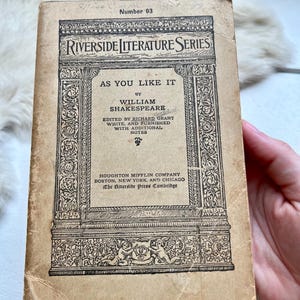 Number 93
RIVERSIDE LITERATURE SERIES
AS YOU LIKE IT
BY
WILLIAM
SHAKESPEARE
EDITED BY RICHARD GRANT
WHITE, AND FURNISHED
WITH ADDITIONAL
NOTES
HOUGHTON MIFFLIN COMPANY
BOSTON, NEW YORK, AND CHICAGO
The Riverside Press Cambridge